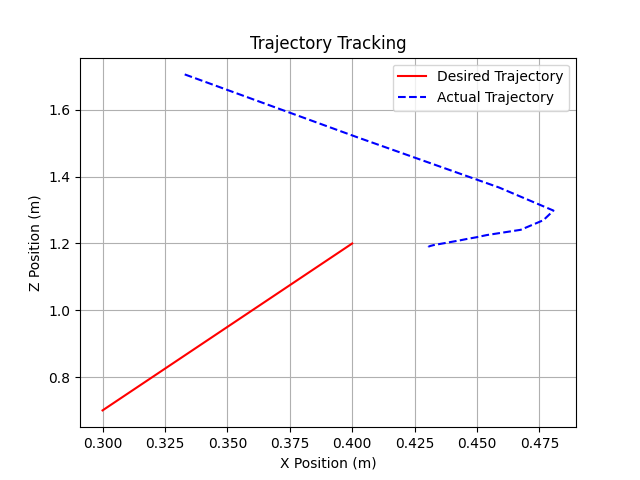 Trajectory Tracking
Desired Trajectory
Actual Trajectory
Z Position (m)
1.6
1.4
1.2
1.0
0.8
0.300 0.325 0.350 0.375 0.400 0.425 0.450 0.475
X Position (m)